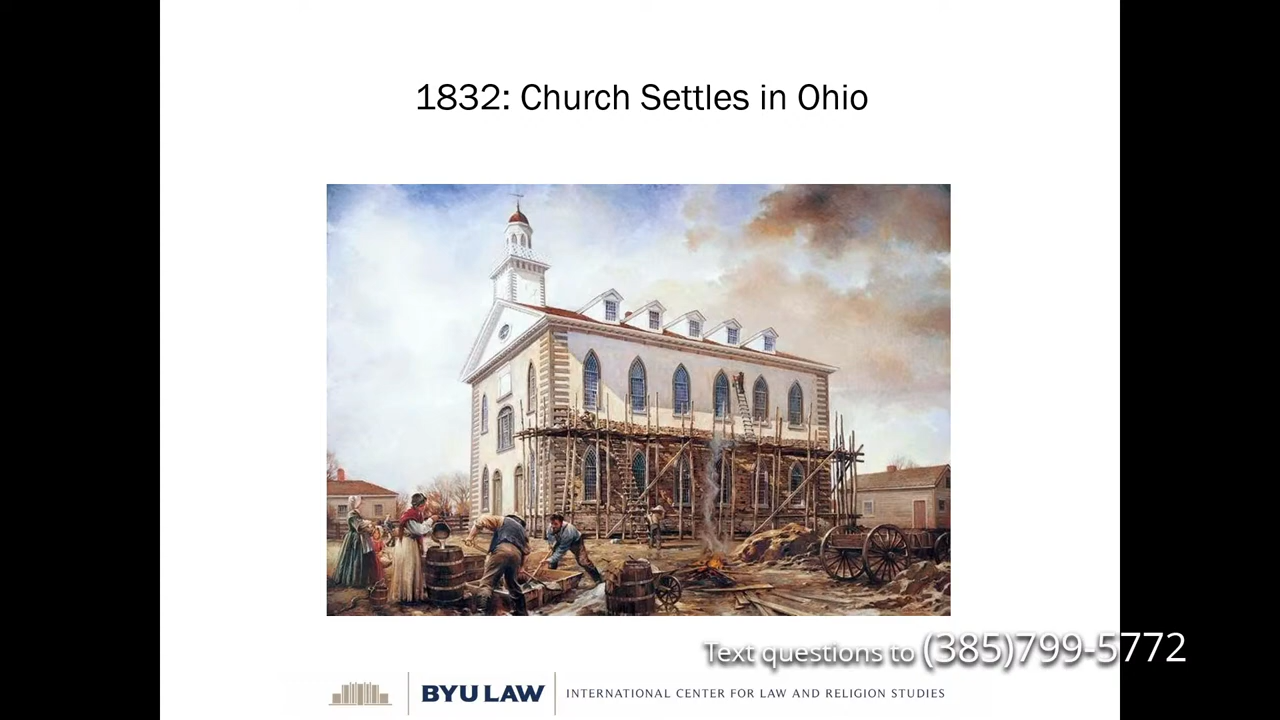 1832: Church Settles in Ohio
Text questions to (385)799-5772
BYU LAW
INTERNATIONAL CENTER FOR LAW AND RELIGION STUDIES